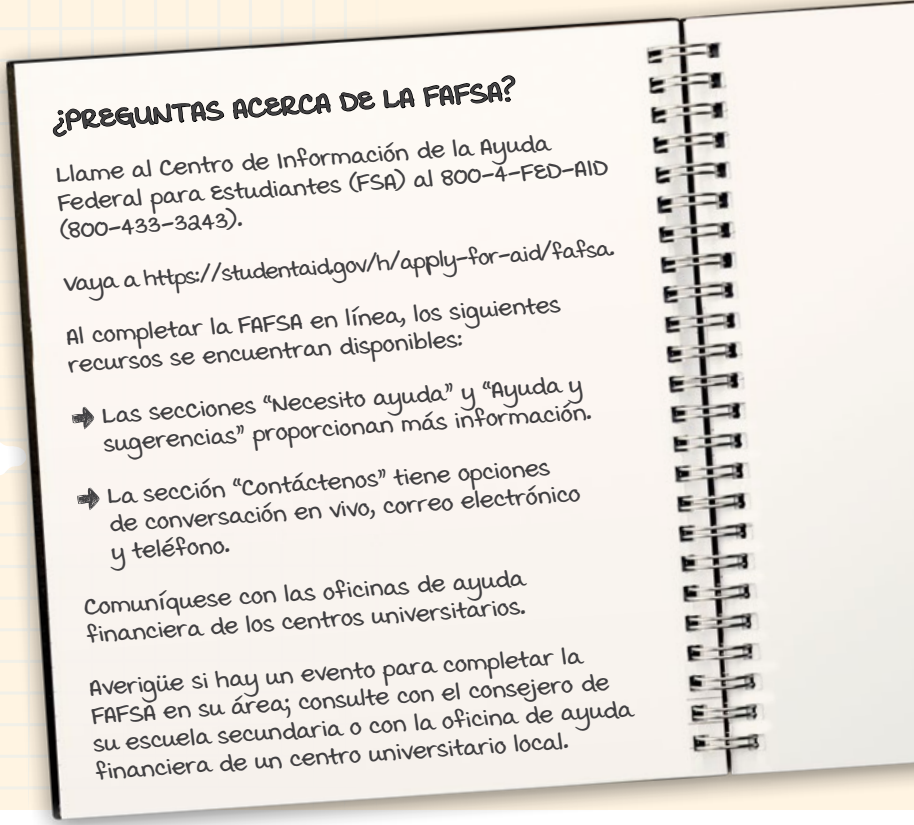 ¿PREGUNTAS ACERCA DE LA FAFSA?
Llame al Centro de Información de la Ayuda
Federal para Estudiantes (FSA) al 800-4-FED-AID
(800-433-3243).
Vaya a https://studentaid.gov/h/apply-for-aid/fafsa.
Al completar la FAFSA en línea, los siguientes
recursos se encuentran disponibles:
Las secciones “Necesito ayuda” y “Ayuda y
sugerencias” proporcionan más información.
La sección “Contáctenos” tiene opciones
de conversación en vivo, correo electrónico
y teléfono.
Comuníquese con las oficinas de ayuda
financiera de los centros universitarios.
Averigüe si hay un evento para completar la
FAFSA en su área; consulte con el consejero de
su escuela secundaria o con la oficina de ayuda
financiera de un centro universitario local.